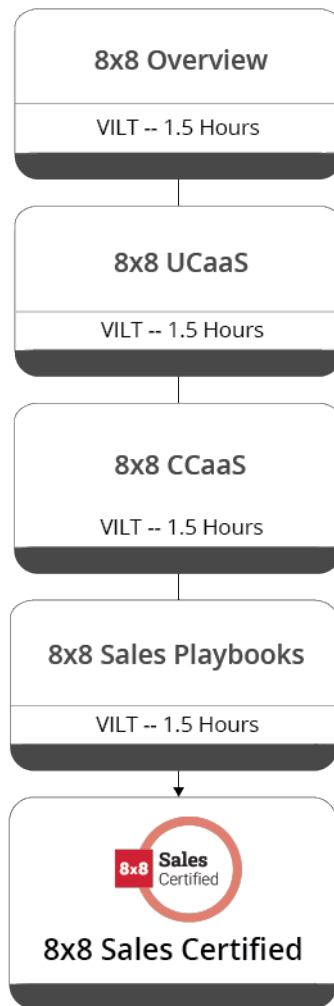 8x8 Overview
VILT -- 1.5 Hours
8x8 UCaaS
VILT -- 1.5 Hours
8x8 CCaaS
VILT -- 1.5 Hours
8x8 Sales Playbooks
VILT -- 1.5 Hours
8x8 Sales
Certified
8x8 Sales Certified